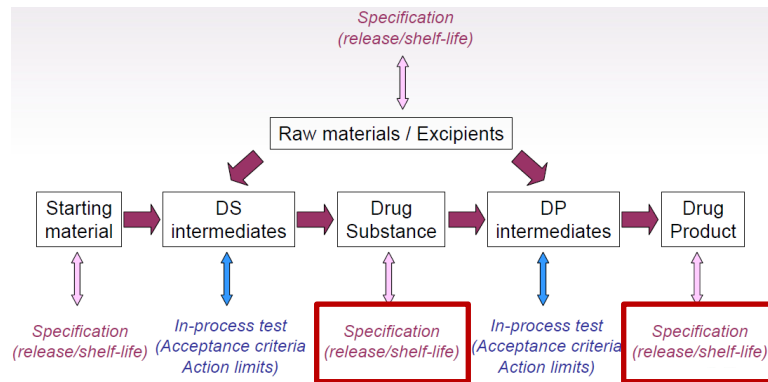 Specification
(release/shelf-life)
Raw materials / Excipients
Starting
material
DS
intermediates
Drug
Substance
DP
intermediates
Drug
Product
Specification
(release/shelf-life)
In-process test
(Acceptance criteria
Action limits)
Specification
(release/shelf-life)
In-process test
(Acceptance criteria
Action limits)
Specification
(release/shelf-life)